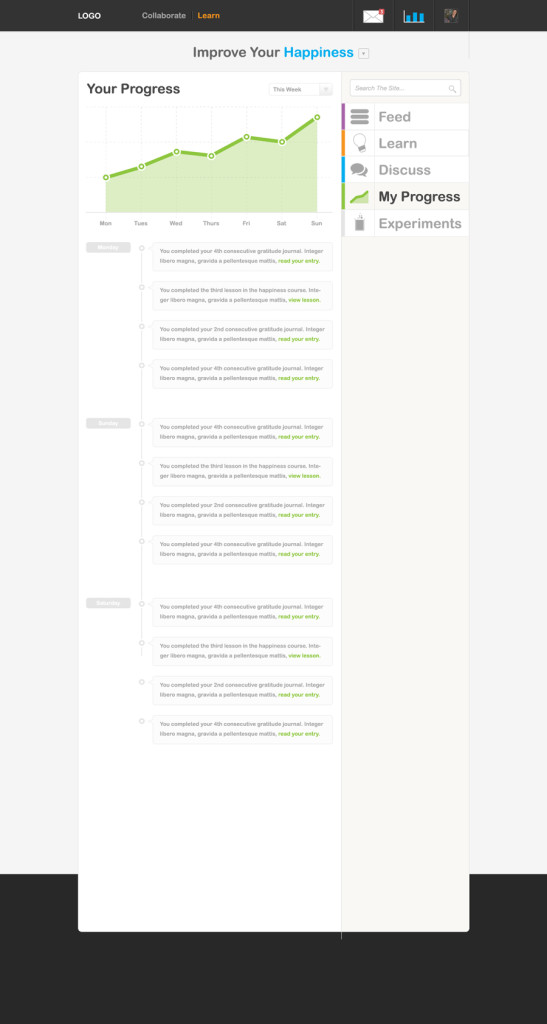 LOGO
Collaborate
Learn
Improve Your Happiness
Your Progress
This Week
Mon Tues Wed Thurs Fri Sat Sun
Monday
You completed your 4th consecutive gratitude journal. Integer
libero magna, gravida a pellentesque mattis, read your entry.
You completed the third lesson in the happiness course. Inte-
ger libero magna, gravida a pellentesque mattis, view lesson.
You completed your 2nd consecutive gratitude journal. Integer
libero magna, gravida a pellentesque mattis, read your entry.
You completed your 4th consecutive gratitude journal. Integer
libero magna, gravida a pellentesque mattis, read your entry.
Sunday
You completed your 4th consecutive gratitude journal. Integer
libero magna, gravida a pellentesque mattis, read your entry.
You completed the third lesson in the happiness course. Inte-
ger libero magna, gravida a pellentesque mattis, view lesson.
You completed your 2nd consecutive gratitude journal. Integer
libero magna, gravida a pellentesque mattis, read your entry.
You completed your 4th consecutive gratitude journal. Integer
libero magna, gravida a pellentesque mattis, read your entry.
Saturday
You completed your 4th consecutive gratitude journal. Integer
libero magna, gravida a pellentesque mattis, read your entry.
You completed the third lesson in the happiness course. Inte-
ger libero magna, gravida a pellentesque mattis, view lesson.
You completed your 2nd consecutive gratitude journal. Integer
libero magna, gravida a pellentesque mattis, read your entry.
You completed your 4th consecutive gratitude journal. Integer
libero magna, gravida a pellentesque mattis, read your entry.
Search The Site...
Feed
Learn
Discuss
My Progress
Experiments